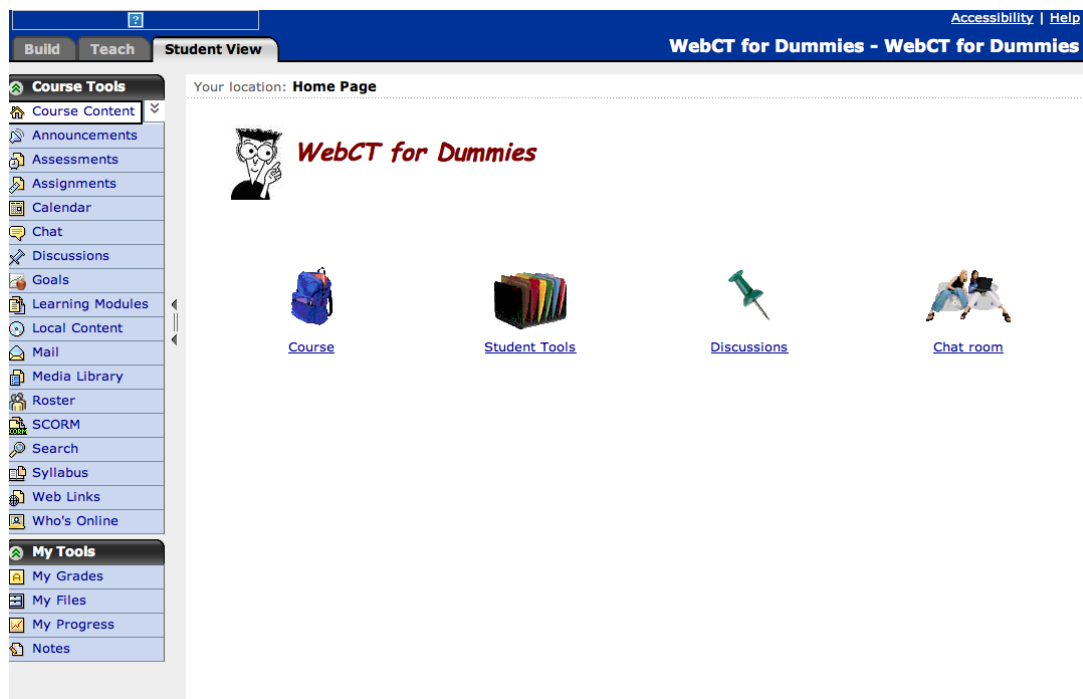 ?
Accessibility | Help
Build Teach Student View
WebCT for Dummies - WebCT for Dummies
Course Tools
Course Content
Announcements
Assessments
Assignments
Calendar
Chat
Discussions
Goals
Learning Modules
Local Content
Mail
Media Library
Roster
SCORM
Search
Syllabus
Web Links
Who's Online
My Tools
My Grades
My Files
My Progress
Notes
Your location: Home Page
WebCT for Dummies
Course Student Tools Discussions Chat room